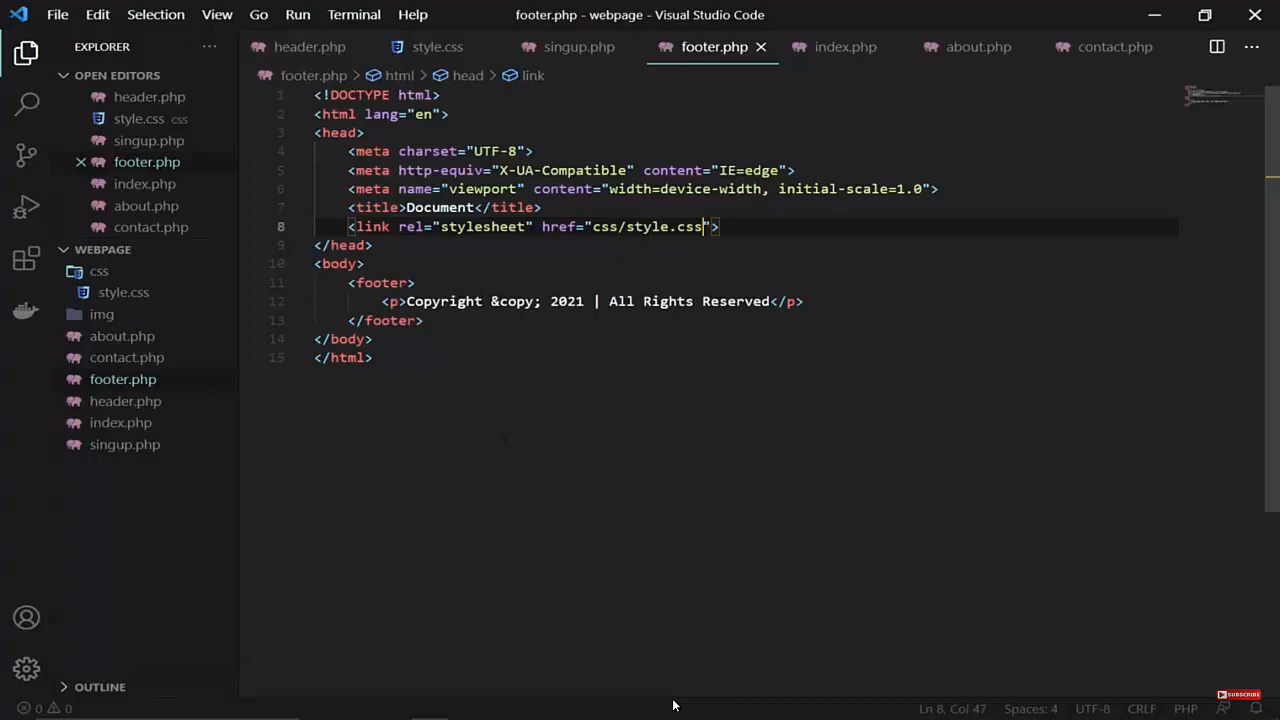 File Edit Selection View Go Run Terminal Help footer.php - webpage - Visual Studio Code
EXPLORER
header.php style.css singup.php footer.php index.php about.php contact.php
OPEN EDITORS
header.php
style.css css
singup.php
footer.php
index.php
about.php
contact.php
WEBPAGE
css
style.css
img
about.php
contact.php
footer.php
header.php
index.php
singup.php
OUTLINE
footer.php > html > head > link
1 <!DOCTYPE html>
2 <html lang="en">
3 <head>
4 <meta charset="UTF-8">
5 <meta http-equiv="X-UA-Compatible" content="IE=edge">
6 <meta name="viewport" content="width=device-width, initial-scale=1.0">
7 <title>Document</title>
8 <link rel="stylesheet" href="css/style.css">
9 </head>
10 <body>
11 <footer>
12 <p>Copyright &copy; 2021 | All Rights Reserved</p>
13 </footer>
14 </body>
15 </html>
SUBSCRIBE
0 0 Ln 8, Col 47 Spaces: 4 UTF-8 CRLF PHP